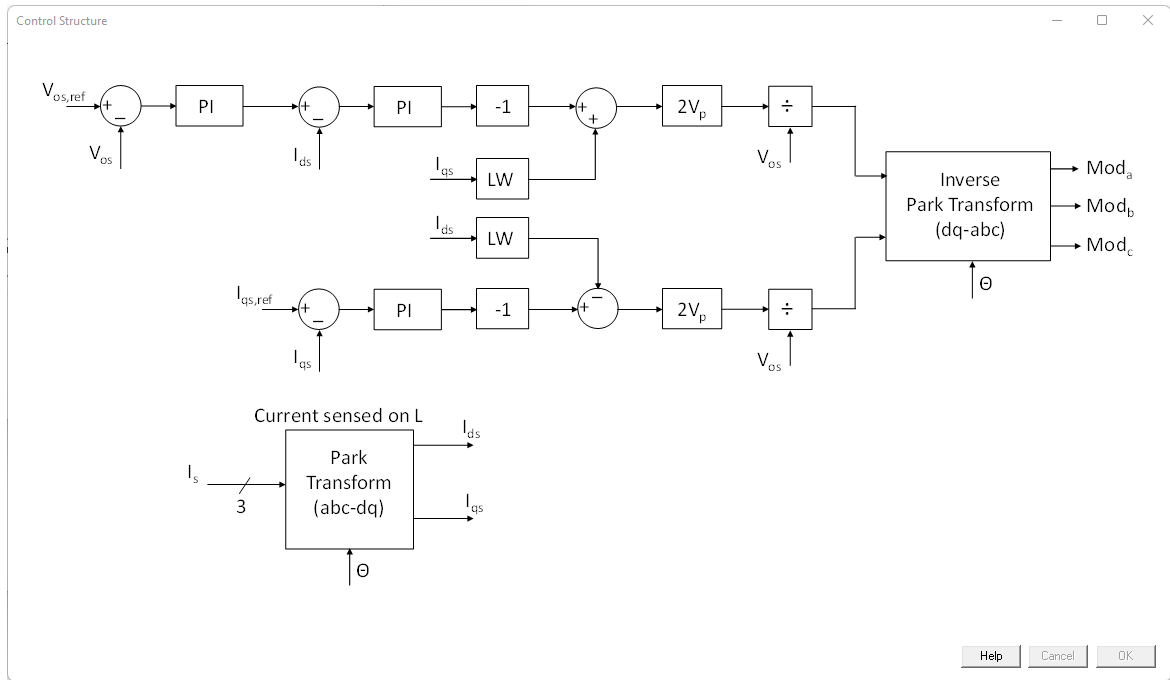 Control Structure
Vos,ref
+
−
Vos
PI
+
−
Ids
PI
-1
+
+
2Vp
÷
Vos
Iqs
LW
Ids
LW
Inverse
Park Transform
(dq-abc)
Θ
Moda
Modb
Modc
Iqs,ref
+
−
Iqs
PI
-1
+
−
2Vp
÷
Vos
Current sensed on L
Is
3
Park
Transform
(abc-dq)
Θ
Ids
Iqs
Help
Cancel
OK